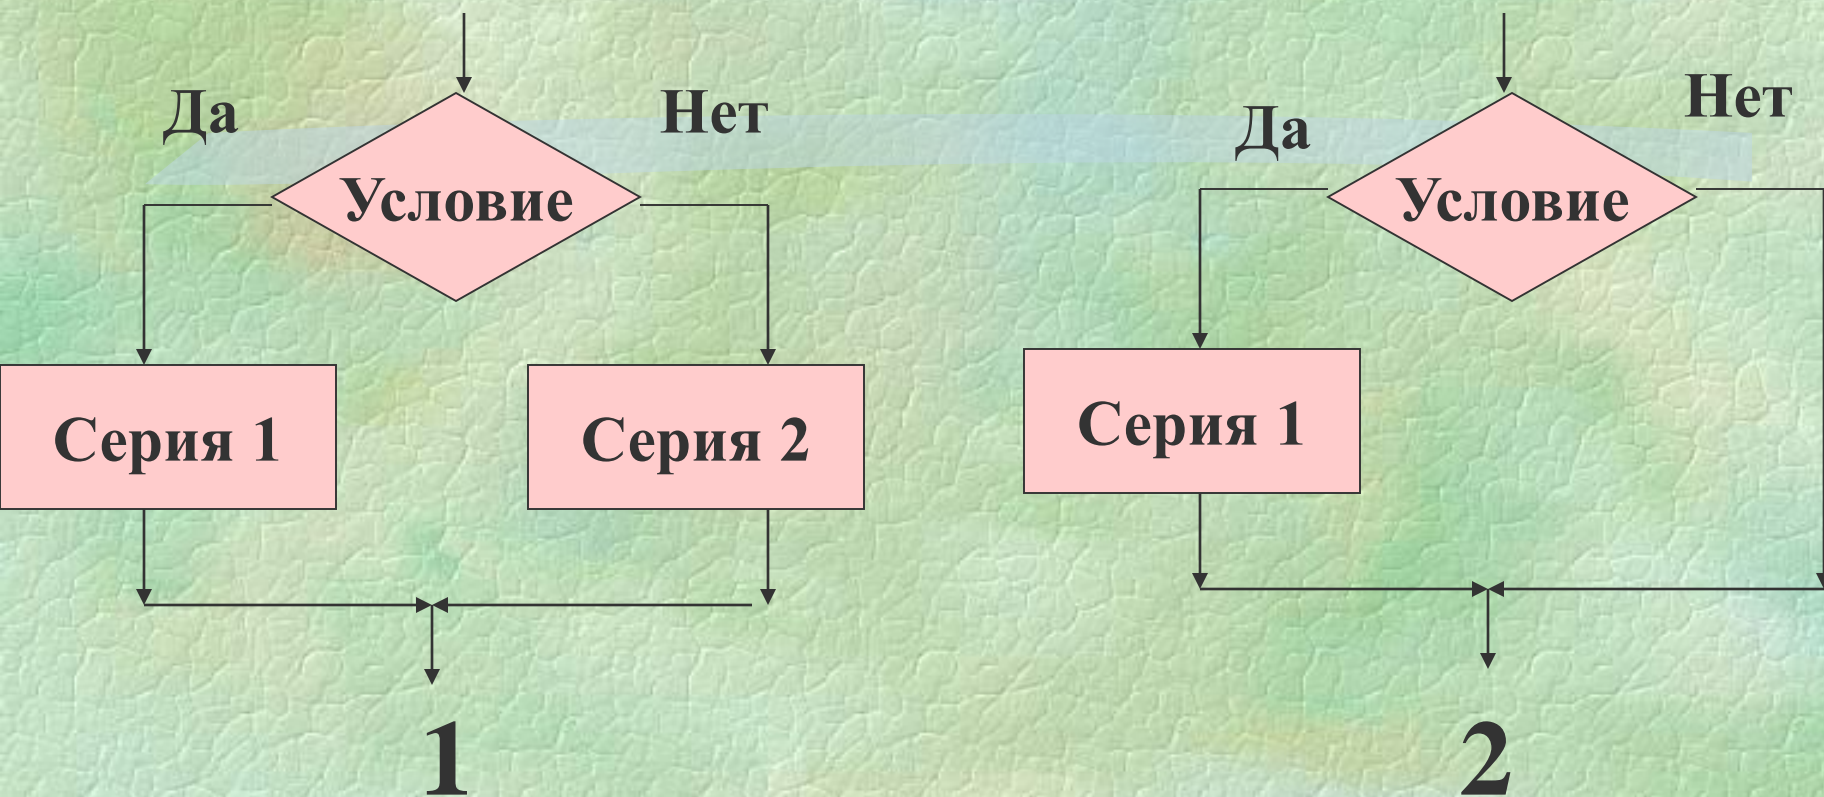 Да
Нет
Условие
Серия 1
Серия 2
1
Да
Нет
Условие
Серия 1
2